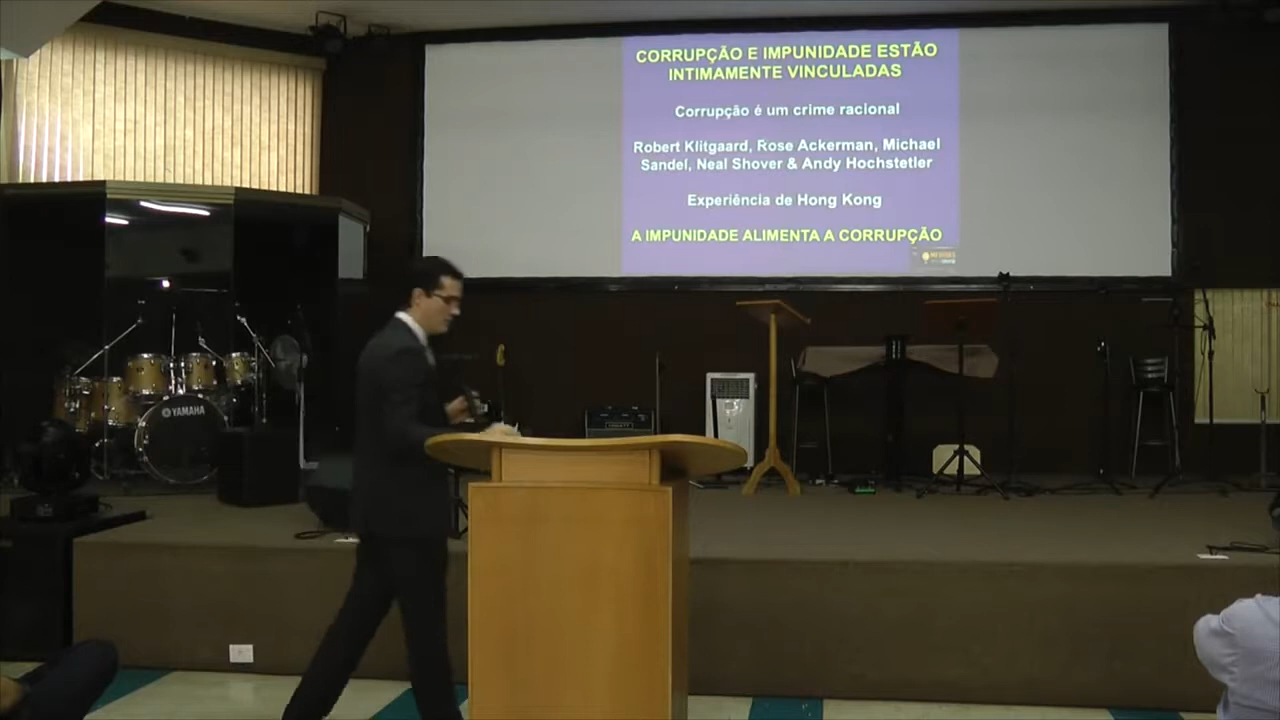 CORRUPÇÃO E IMPUNIDADE ESTÃO
INTIMAMENTE VINCULADAS
Corrupção é um crime racional
Robert Klitgaard, Rose Ackerman, Michael
Sandel, Neal Shover & Andy Hochstetler
Experiência de Hong Kong
A IMPUNIDADE ALIMENTA A CORRUPÇÃO
YAMAHA